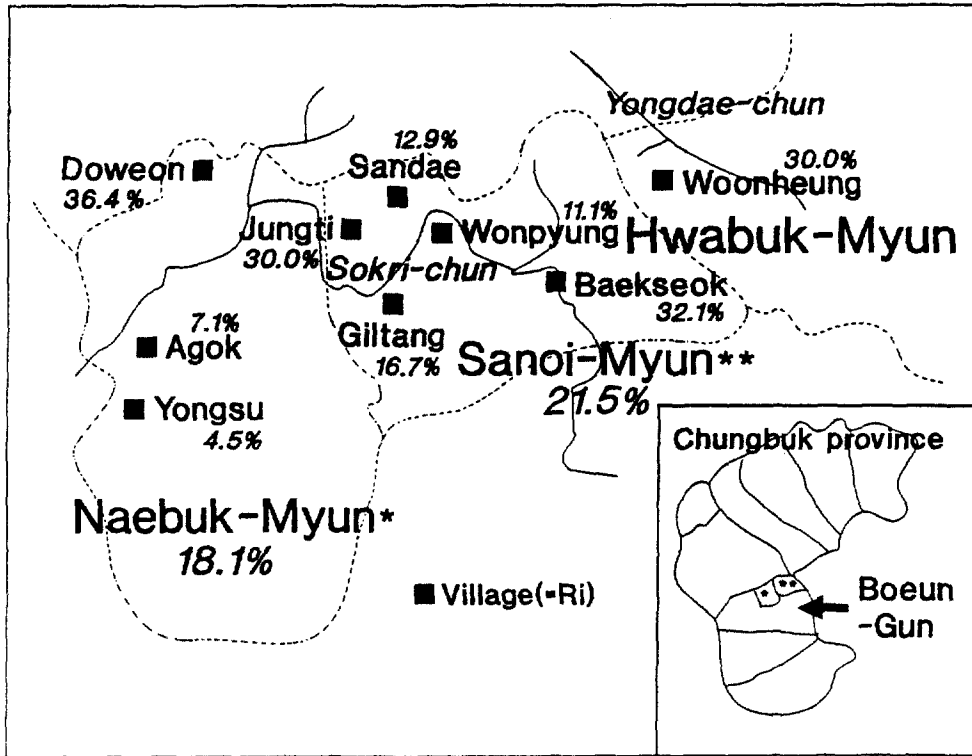 Yongdae-chun
12.9%
Sandae
Doweon
36.4%
30.0%
Woonheung
Jungti
30.0%
11.1%
Wonpyung
Hwabuk-Myun
Sokri-chun
Baekseok
32.1%
Giltang
16.7%
7.1%
Agok
Sanoi-Myun**
21.5%
Yongsu
4.5%
Naebuk-Myun*
18.1%
Village(-Ri)
Chungbuk province
*
**
Boeun
-Gun